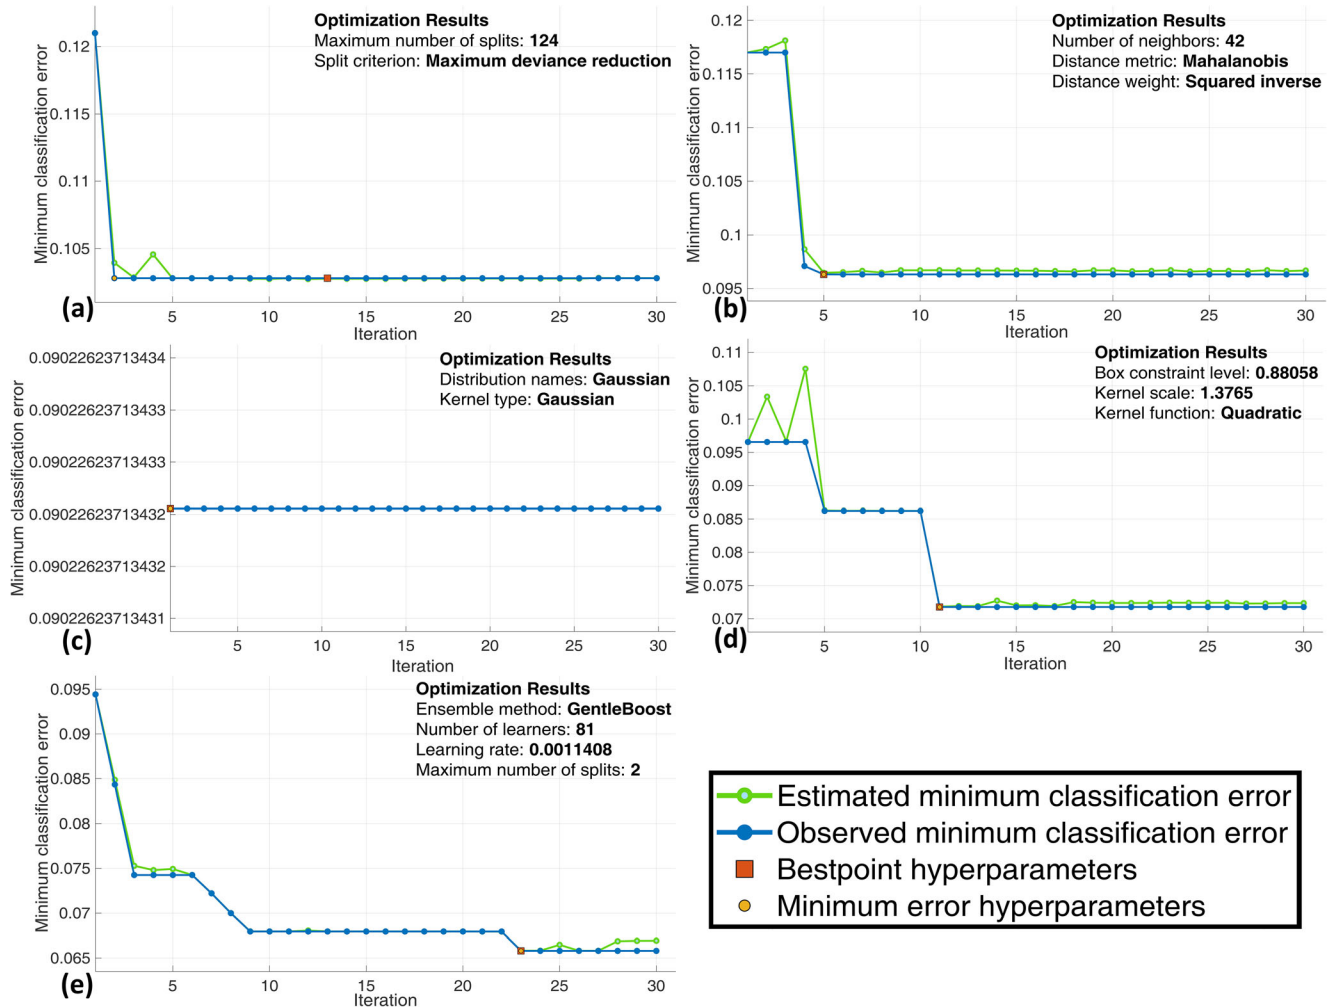 Optimization Results
Maximum number of splits: 124
Split criterion: Maximum deviance reduction
Minimum classification error
0.12
0.115
0.11
0.105
5
10
15
20
25
30
Iteration
(a)
Optimization Results
Number of neighbors: 42
Distance metric: Mahalanobis
Distance weight: Squared inverse
Minimum classification error
0.12
0.115
0.11
0.105
0.1
0.095
5
10
15
20
25
30
Iteration
(b)
Optimization Results
Distribution names: Gaussian
Kernel type: Gaussian
Minimum classification error
0.090226623713434
0.090226623713433
0.090226623713433
0.090226623713432
0.090226623713432
0.090226623713431
5
10
15
20
25
30
Iteration
(c)
Optimization Results
Box constraint level: 0.88058
Kernel scale: 1.3765
Kernel function: Quadratic
Minimum classification error
0.11
0.105
0.1
0.095
0.09
0.085
0.08
0.075
0.07
5
10
15
20
25
30
Iteration
(d)
Optimization Results
Ensemble method: GentleBoost
Number of learners: 81
Learning rate: 0.0011408
Maximum number of splits: 2
Minimum classification error
0.095
0.09
0.085
0.08
0.075
0.07
0.065
5
10
15
20
25
30
Iteration
(e)
Estimated minimum classification error
Observed minimum classification error
Bestpoint hyperparameters
Minimum error hyperparameters